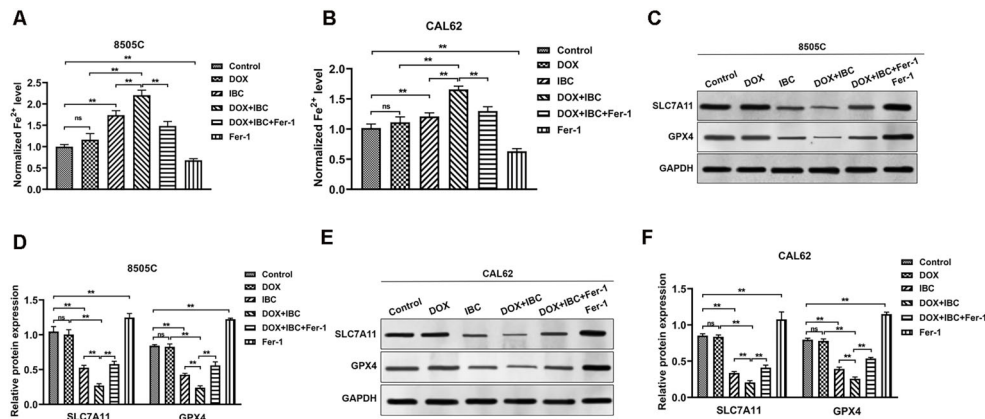 A
8505C
Normalized Fe2+ level
2.5
2.0
1.5
1.0
0.5
0.0
ns
**
**
**
**
**
**
Control
DOX
IBC
DOX+IBC
DOX+IBC+Fer-1
Fer-1
B
CAL62
Normalized Fe2+ level
2.5
2.0
1.5
1.0
0.5
0.0
ns
**
**
**
**
**
Control
DOX
IBC
DOX+IBC
DOX+IBC+Fer-1
Fer-1
C
8505C
Control DOX IBC DOX+IBC DOX+IBC+Fer-1 Fer-1
SLC7A11
GPX4
GAPDH
D
8505C
Relative protein expression
1.5
1.0
0.5
0.0
**
**
ns
**
**
**
**
**
ns
**
**
**
SLC7A11 GPX4
Control
DOX
IBC
DOX+IBC
DOX+IBC+Fer-1
Fer-1
E
CAL62
Control DOX IBC DOX+IBC DOX+IBC+Fer-1 Fer-1
SLC7A11
GPX4
GAPDH
F
CAL62
Relative protein expression
1.5
1.0
0.5
0.0
**
**
ns
**
**
**
**
**
ns
**
**
**
SLC7A11 GPX4
Control
DOX
IBC
DOX+IBC
DOX+IBC+Fer-1
Fer-1